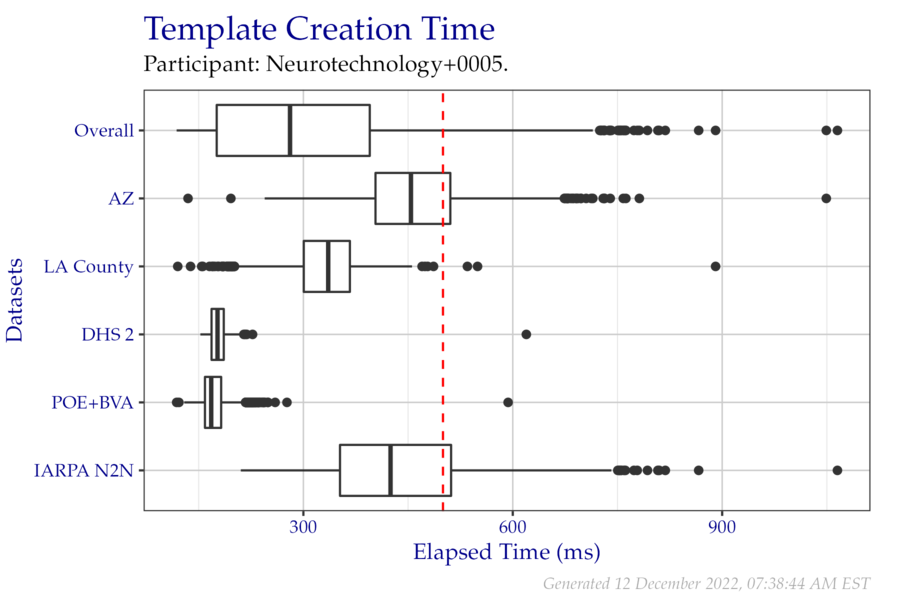 Template Creation Time
Participant: Neurotechnology+0005.
Datasets
Overall
AZ
LA County
DHS 2
POE+BVA
IARPA N2N
300 600 900
Elapsed Time (ms)
Generated 12 December 2022, 07:38:44 AM EST